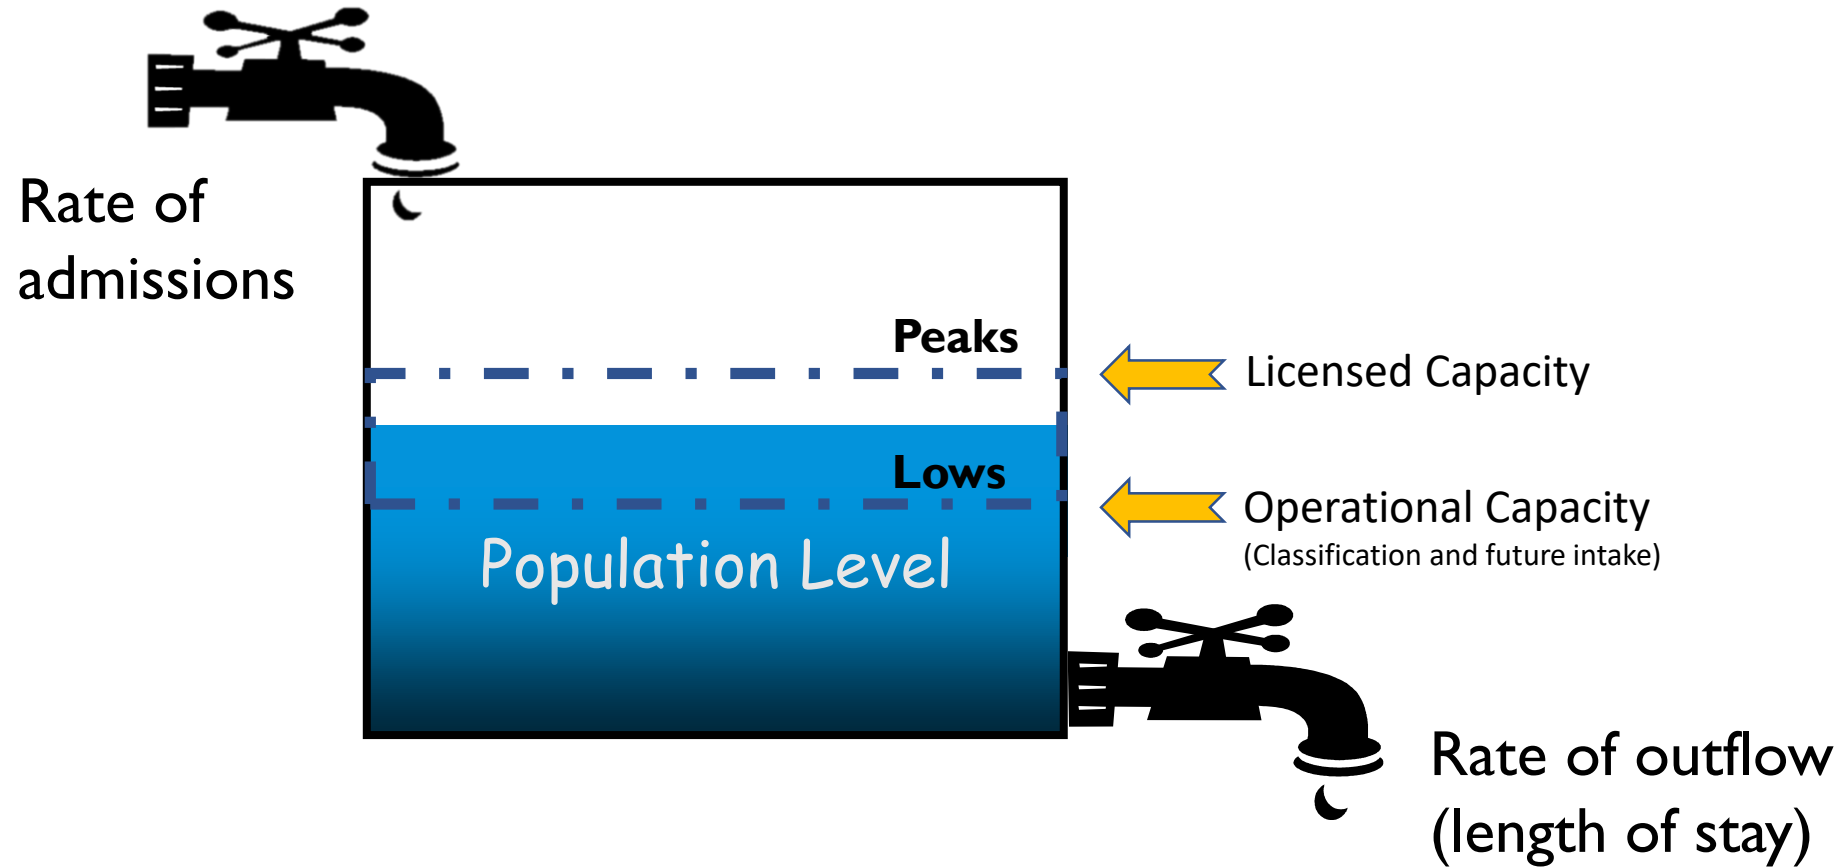 Rate of
admissions
Peaks
Licensed Capacity
Lows
Operational Capacity
(Classification and future intake)
Population Level
Rate of outflow
(length of stay)